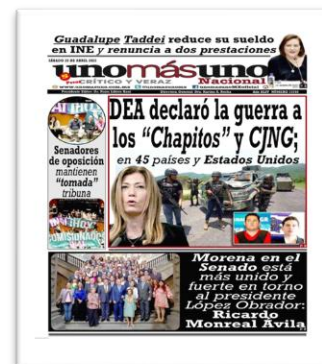 Guadalupe Taddei reduce su sueldo
en INE y renuncia a dos prestaciones
unomásuno
CRÍTICO Y VERAZ
Nacional
DEA declaró la guerra a
los "Chapitos" y CJNG;
en 45 países y Estados Unidos
Senadores
de oposición
mantienen
"tomada"
tribuna
Morena en el
Senado está
más unido y
fuerte en torno
al presidente
López Obrador:
Ricardo
Monreal Ávila